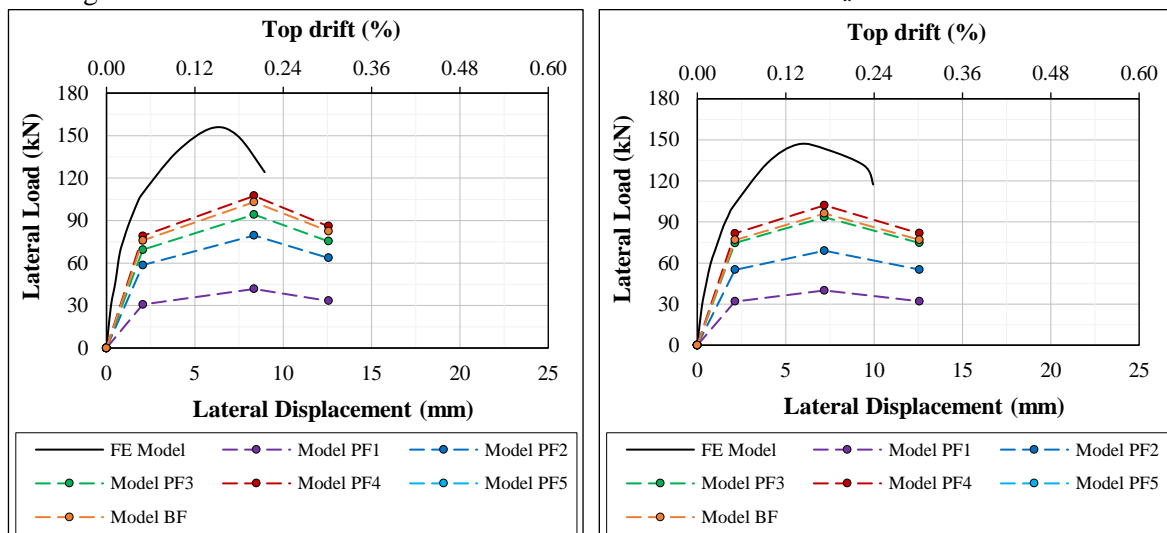 Top drift (%)
0.00 0.12 0.24 0.36 0.48 0.60
180
150
120
90
60
30
0
Lateral Load (kN)
0 5 10 15 20 25
Lateral Displacement (mm)
FE Model Model PF1 Model PF2
Model PF3 Model PF4 Model PF5
Model BF
Top drift (%)
0.00 0.12 0.24 0.36 0.48 0.60
180
150
120
90
60
30
0
Lateral Load (kN)
0 5 10 15 20 25
Lateral Displacement (mm)
FE Model Model PF1 Model PF2
Model PF3 Model PF4 Model PF5
Model BF